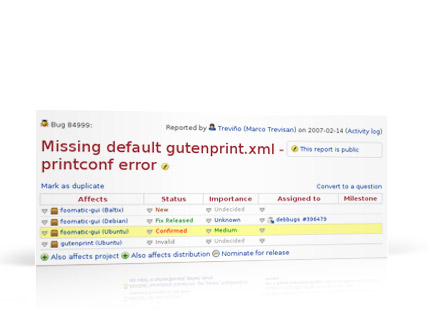 Bug 84999:
Reported by Treviño (Marco Trevisan) on 2007-02-14 (Activity log)
Missing default gutenprint.xml -
printconf error
This report is public
Mark as duplicate
Convert to a question
Affects Status Importance Assigned to Milestone
foomatic-gui (Baltix) New Undecided
foomatic-gui (Debian) Fix Released Unknown debbugs #396479
foomatic-gui (Ubuntu) Confirmed Medium
gutenprint (Ubuntu) Invalid Undecided
Also affects project Also affects distribution Nominate for release